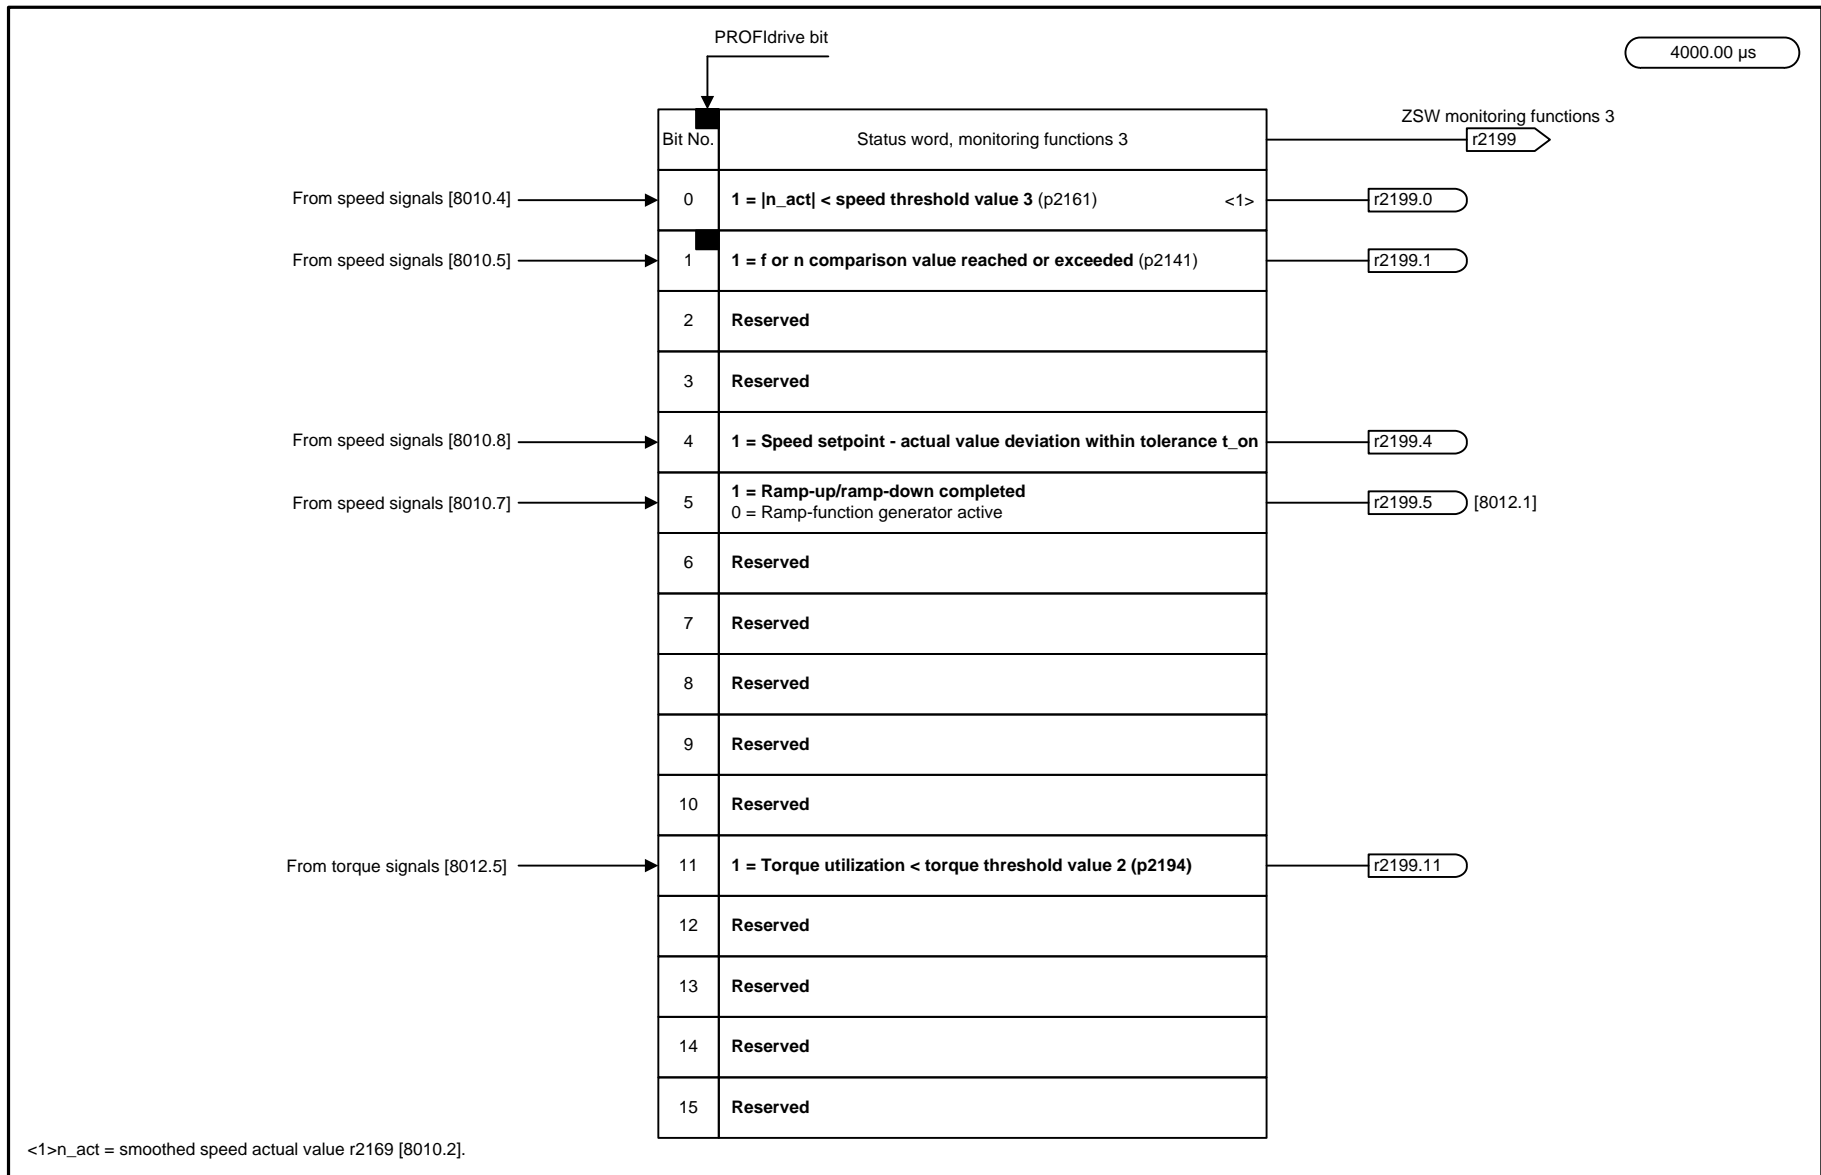 PROFIdrive bit
4000.00 µs
ZSW monitoring functions 3
Bit No. Status word, monitoring functions 3 r2199
From speed signals [8010.4] 0 1 = |n_act| < speed threshold value 3 (p2161) <1> r2199.0
From speed signals [8010.5] 1 1 = f or n comparison value reached or exceeded (p2141) r2199.1
2 Reserved
3 Reserved
From speed signals [8010.8] 4 1 = Speed setpoint - actual value deviation within tolerance t_on r2199.4
From speed signals [8010.7] 5 1 = Ramp-up/ramp-down completed
0 = Ramp-function generator active r2199.5 [8012.1]
6 Reserved
7 Reserved
8 Reserved
9 Reserved
10 Reserved
From torque signals [8012.5] 11 1 = Torque utilization < torque threshold value 2 (p2194) r2199.11
12 Reserved
13 Reserved
14 Reserved
15 Reserved
<1>n_act = smoothed speed actual value r2169 [8010.2].